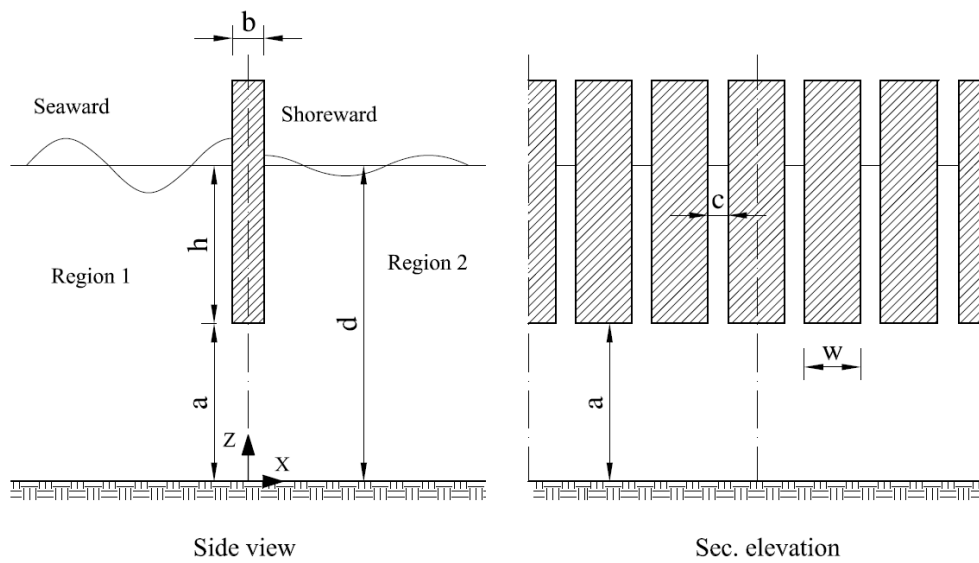 b
Seaward
Shoreward
h
Region 1
Region 2
d
a
Z
X
Side view
c
w
a
Sec. elevation